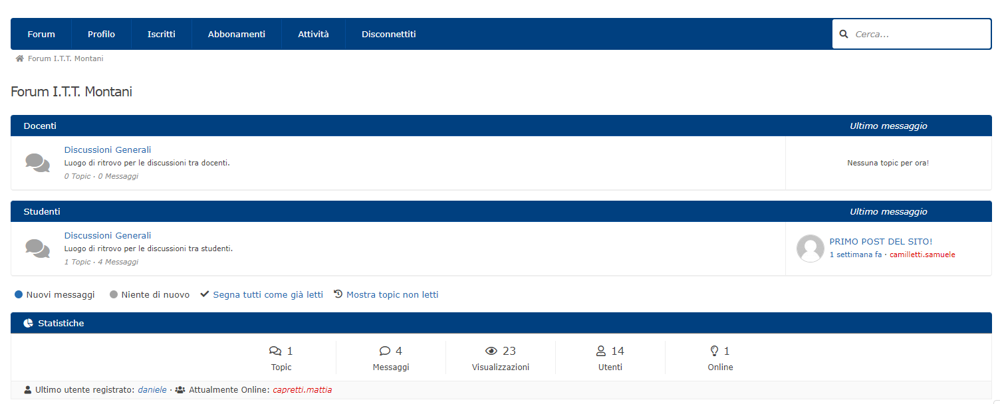 Forum Profilo Iscritti Abbonamenti Attività Disconnettiti Cerca...
Forum I.T.T. Montani
Forum I.T.T. Montani
Docenti Ultimo messaggio
Discussioni Generali
Luogo di ritrovo per le discussioni tra docenti.
0 Topic · 0 Messaggi
Nessuna topic per ora!
Studenti Ultimo messaggio
Discussioni Generali
Luogo di ritrovo per le discussioni tra studenti.
1 Topic · 4 Messaggi
PRIMO POST DEL SITO!
1 settimana fa · camilletti.samuele
Nuovi messaggi Niente di nuovo Segna tutti come già letti Mostra topic non letti
Statistiche
1 4 23 14 1
Topic Messaggi Visualizzazioni Utenti Online
Ultimo utente registrato: daniele · Attualmente Online: capretti.mattia